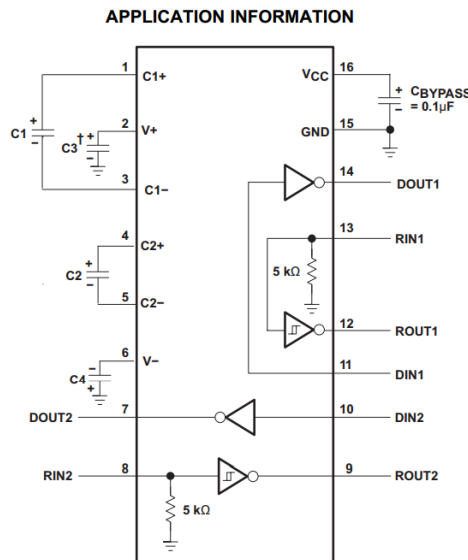 APPLICATION INFORMATION
1 C1+ VCC 16
C1 + −
2 V+ C3† + −
3 C1−
+ − CBYPASS
= 0.1µF
GND 15
14 DOUT1
4 C2+
13 RIN1
C2 + −
5 C2−
5 kΩ
12 ROUT1
6 V−
− + C4
11 DIN1
DOUT2 7 10 DIN2
RIN2 8 9 ROUT2
5 kΩ